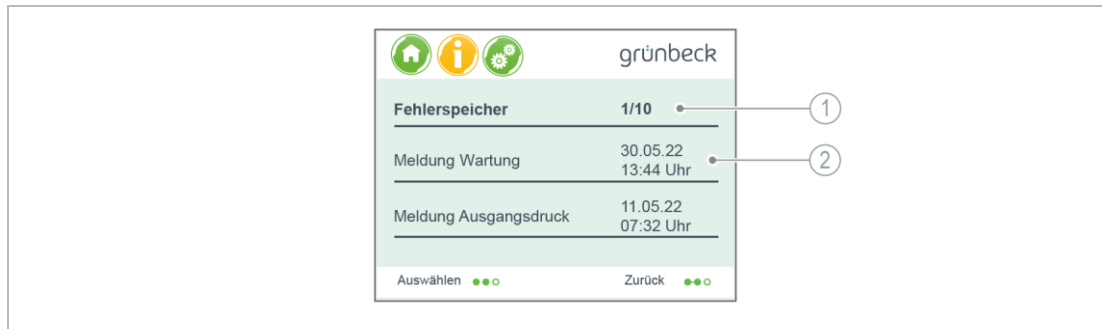 grünbeck
Fehlerspeicher 1/10
1
Meldung Wartung 30.05.22
13:44 Uhr
2
Meldung Ausgangsdruck 11.05.22
07:32 Uhr
Auswählen Zurück